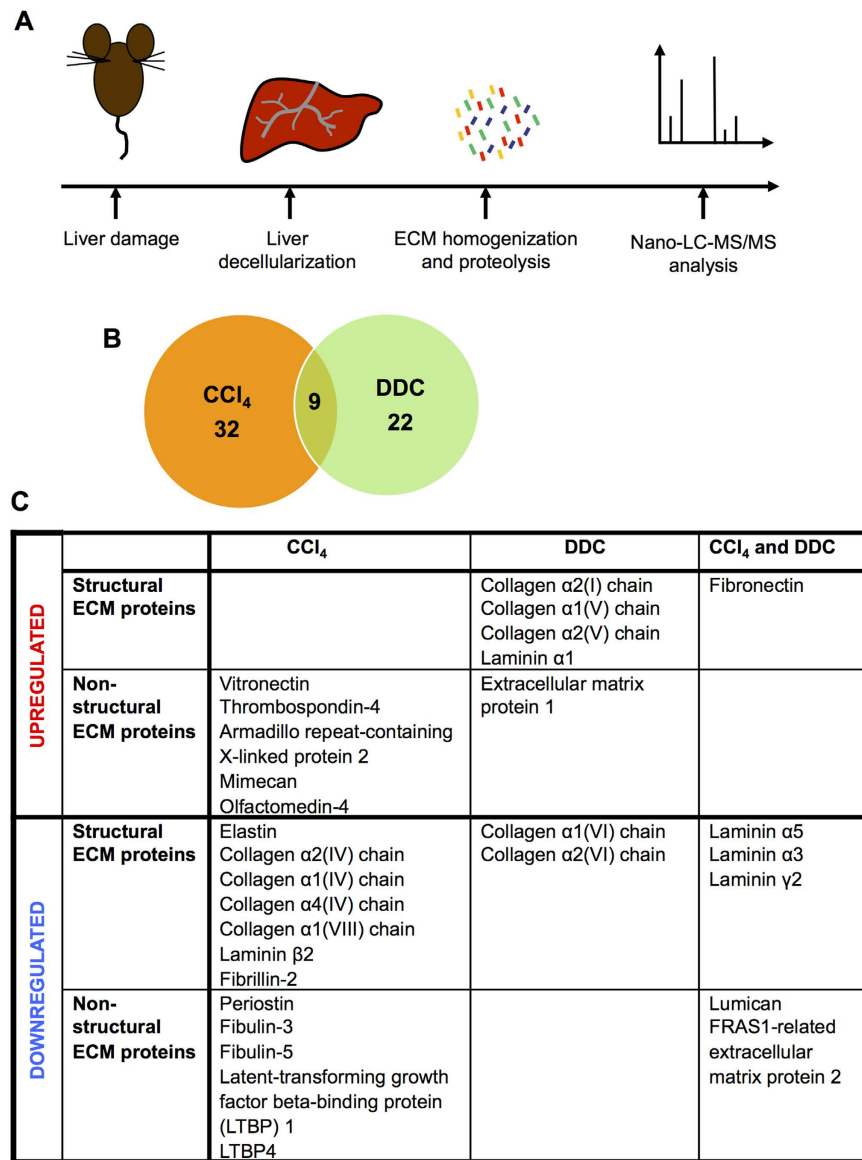 A
Liver damage
Liver
decellularization
ECM homogenization
and proteolysis
Nano-LC-MS/MS
analysis
B
CCl₄
32
9
DDC
22
C
CCl₄
DDC
CCl₄ and DDC
UPREGULATED
Structural
ECM proteins
Collagen α2(I) chain
Collagen α1(V) chain
Collagen α2(V) chain
Laminin α1
Fibronectin
Non-
structural
ECM proteins
Vitronectin
Thrombospondin-4
Armadillo repeat-containing
X-linked protein 2
Mimecan
Olfactomedin-4
Extracellular matrix
protein 1
DOWNREGULATED
Structural
ECM proteins
Elastin
Collagen α2(IV) chain
Collagen α1(IV) chain
Collagen α4(IV) chain
Collagen α1(VIII) chain
Laminin β2
Fibrillin-2
Collagen α1(VI) chain
Collagen α2(VI) chain
Laminin α5
Laminin α3
Laminin γ2
Non-
structural
ECM proteins
Periostin
Fibulin-3
Fibulin-5
Latent-transforming growth
factor beta-binding protein
(LTBP) 1
LTBP4
Lumican
FRAS1-related
extracellular
matrix protein 2